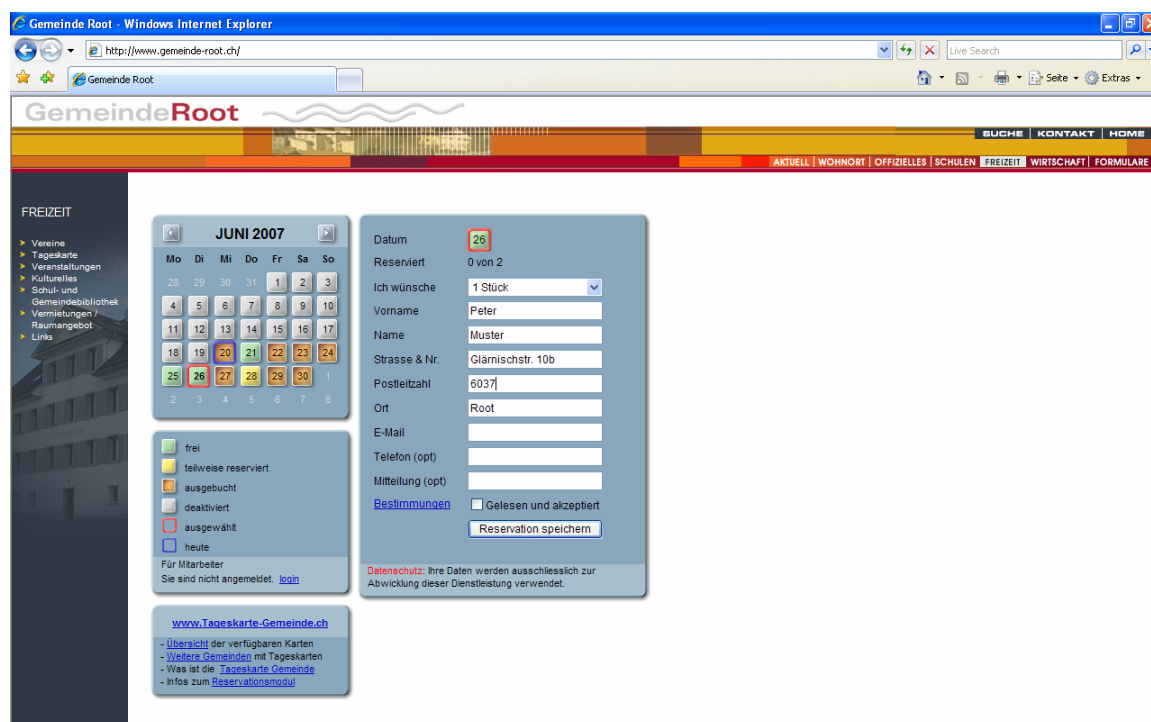 Gemeinde Root - Windows Internet Explorer
http://www.gemeinde-root.ch/
Live Search
Gemeinde Root
Seite
Extras
GemeindeRoot
SUCHE | KONTAKT | HOME
AKTUELL | WOHNORT | OFFIZIELLES | SCHULEN FREIZEIT WIRTSCHAFT | FORMULARE
FREIZEIT
Vereine
Tageskarte
Veranstaltungen
Kulturelles
Schul- und
Gemeindebibliothek
Vermietungen /
Raumangebot
Links
JUNI 2007
Mo Di Mi Do Fr Sa So
28 29 30 31 1 2 3
4 5 6 7 8 9 10
11 12 13 14 15 16 17
18 19 20 21 22 23 24
25 26 27 28 29 30 1
2 3 4 5 6 7 8
frei
teilweise reserviert
ausgebucht
deaktiviert
ausgewählt
heute
Für Mitarbeiter
Sie sind nicht angemeldet. login
www.Tageskarte-Gemeinde.ch
- Übersicht der verfügbaren Karten
- Weitere Gemeinden mit Tageskarten
- Was ist die Tageskarte Gemeinde
- Infos zum Reservationsmodul
Datum 26
Reserviert 0 von 2
Ich wünsche 1 Stück
Vorname Peter
Name Muster
Strasse & Nr. Glärnischstr. 10b
Postleitzahl 6037
Ort Root
E-Mail
Telefon (opt)
Mitteilung (opt)
Bestimmungen Gelesen und akzeptiert
Reservation speichern
Datenschutz: Ihre Daten werden ausschliesslich zur
Abwicklung dieser Dienstleistung verwendet.